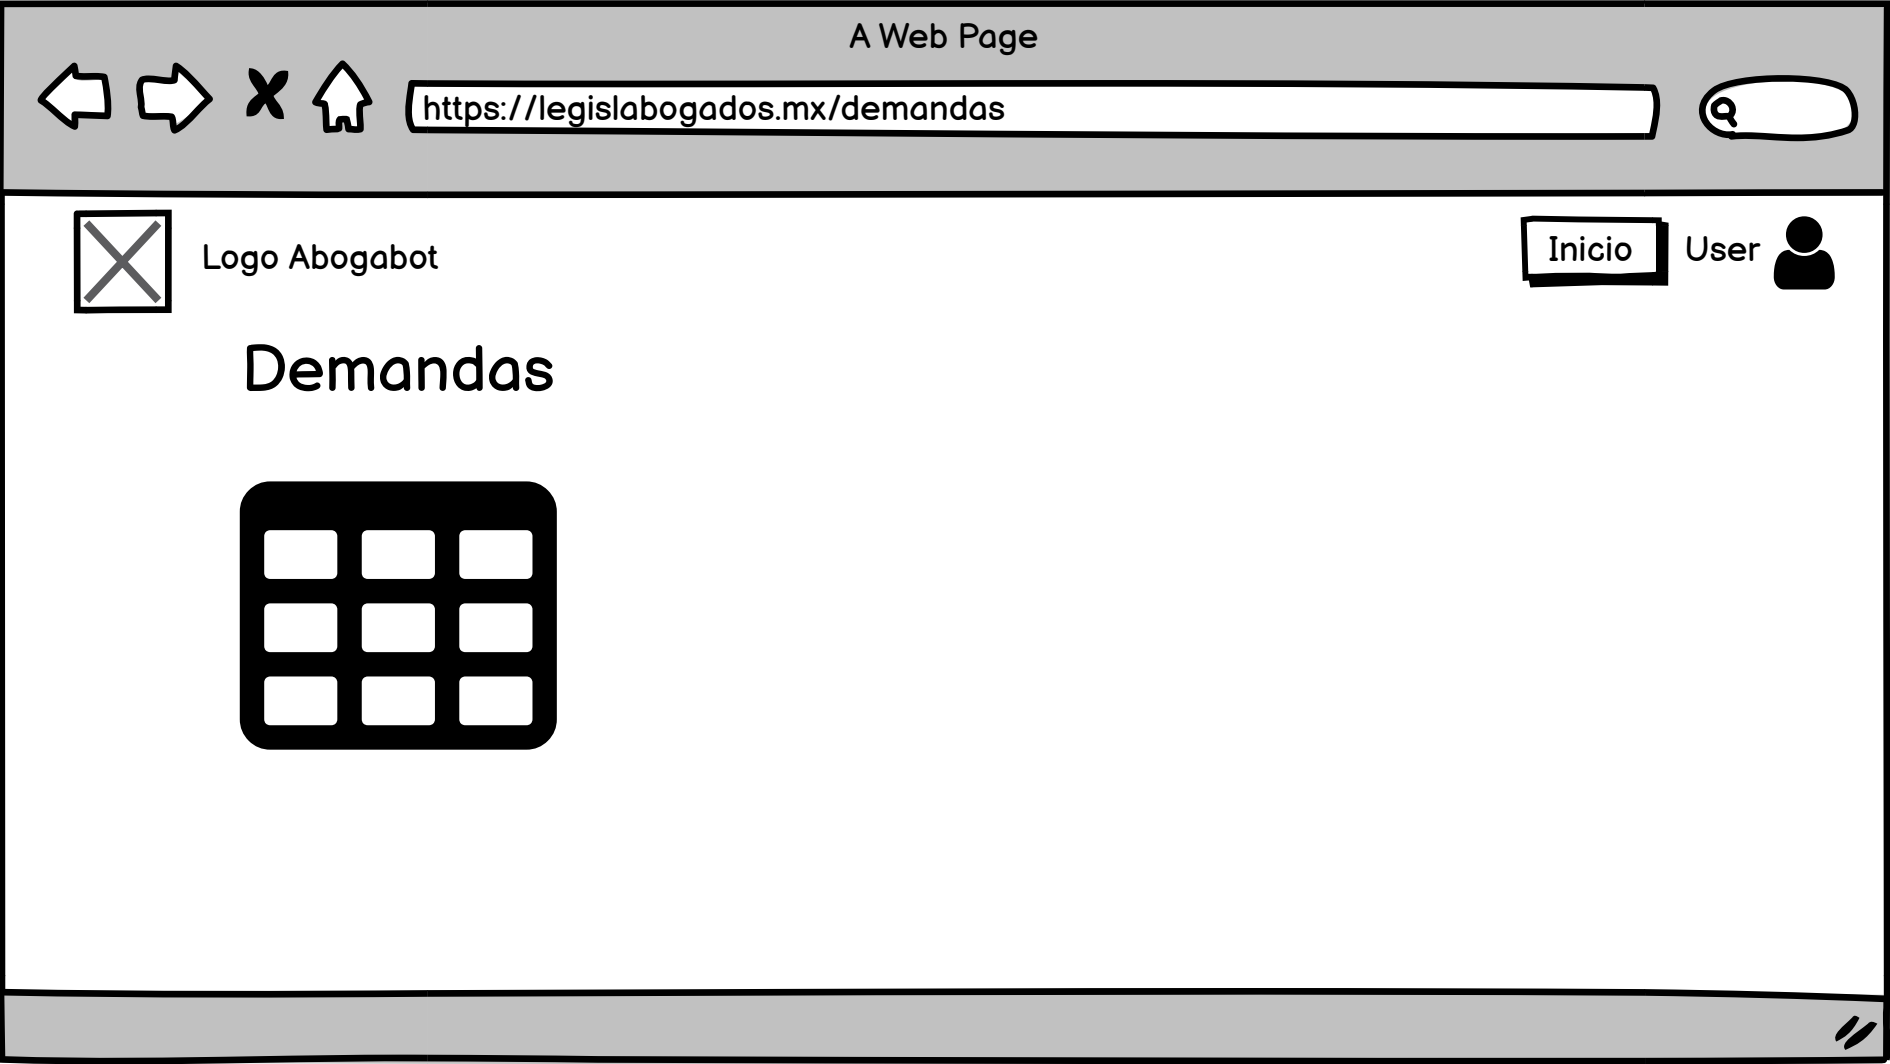 A Web Page
https://legislabogados.mx/demandas
Logo Abogabot
Inicio
User
Demandas